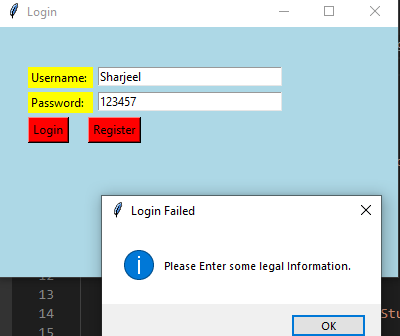 Login
Username:
Sharjeel
Password:
123457
Login
Register
Login Failed
Please Enter some legal Information.
OK
13
14
Stu
15